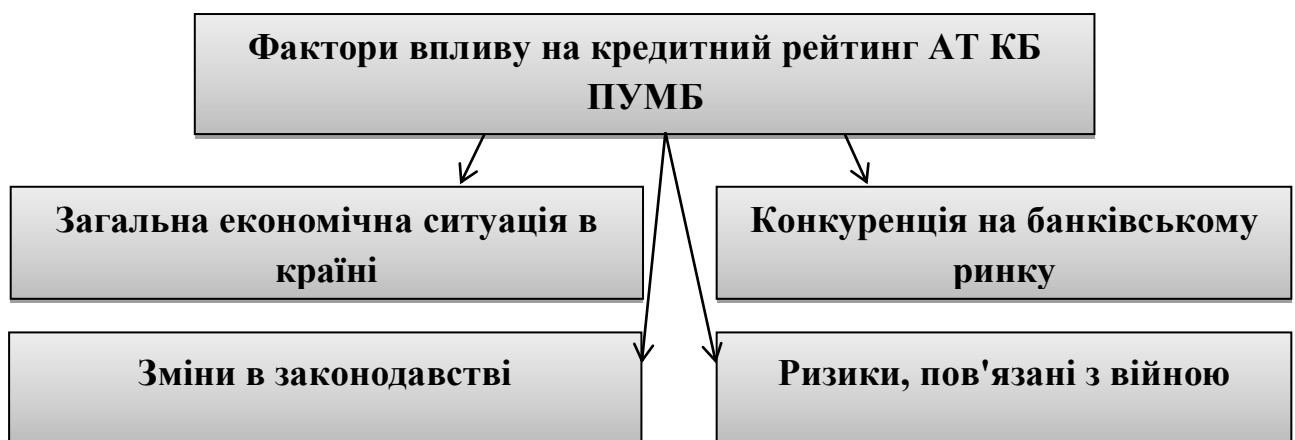 Фактори впливу на кредитний рейтинг АТ КБ
ПУМБ
Загальна економічна ситуація в
країні
Конкуренція на банківському
ринку
Зміни в законодавстві
Ризики, пов'язані з війною